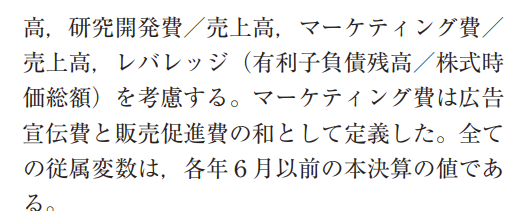 高，研究開発費／売上高，マーケティング費／
売上高，レバレッジ（有利子負債残高／株式時
価総額）を考慮する。マーケティング費は広告
宣伝費と販売促進費の和として定義した。全て
の従属変数は，各年６月以前の本決算の値であ
る。